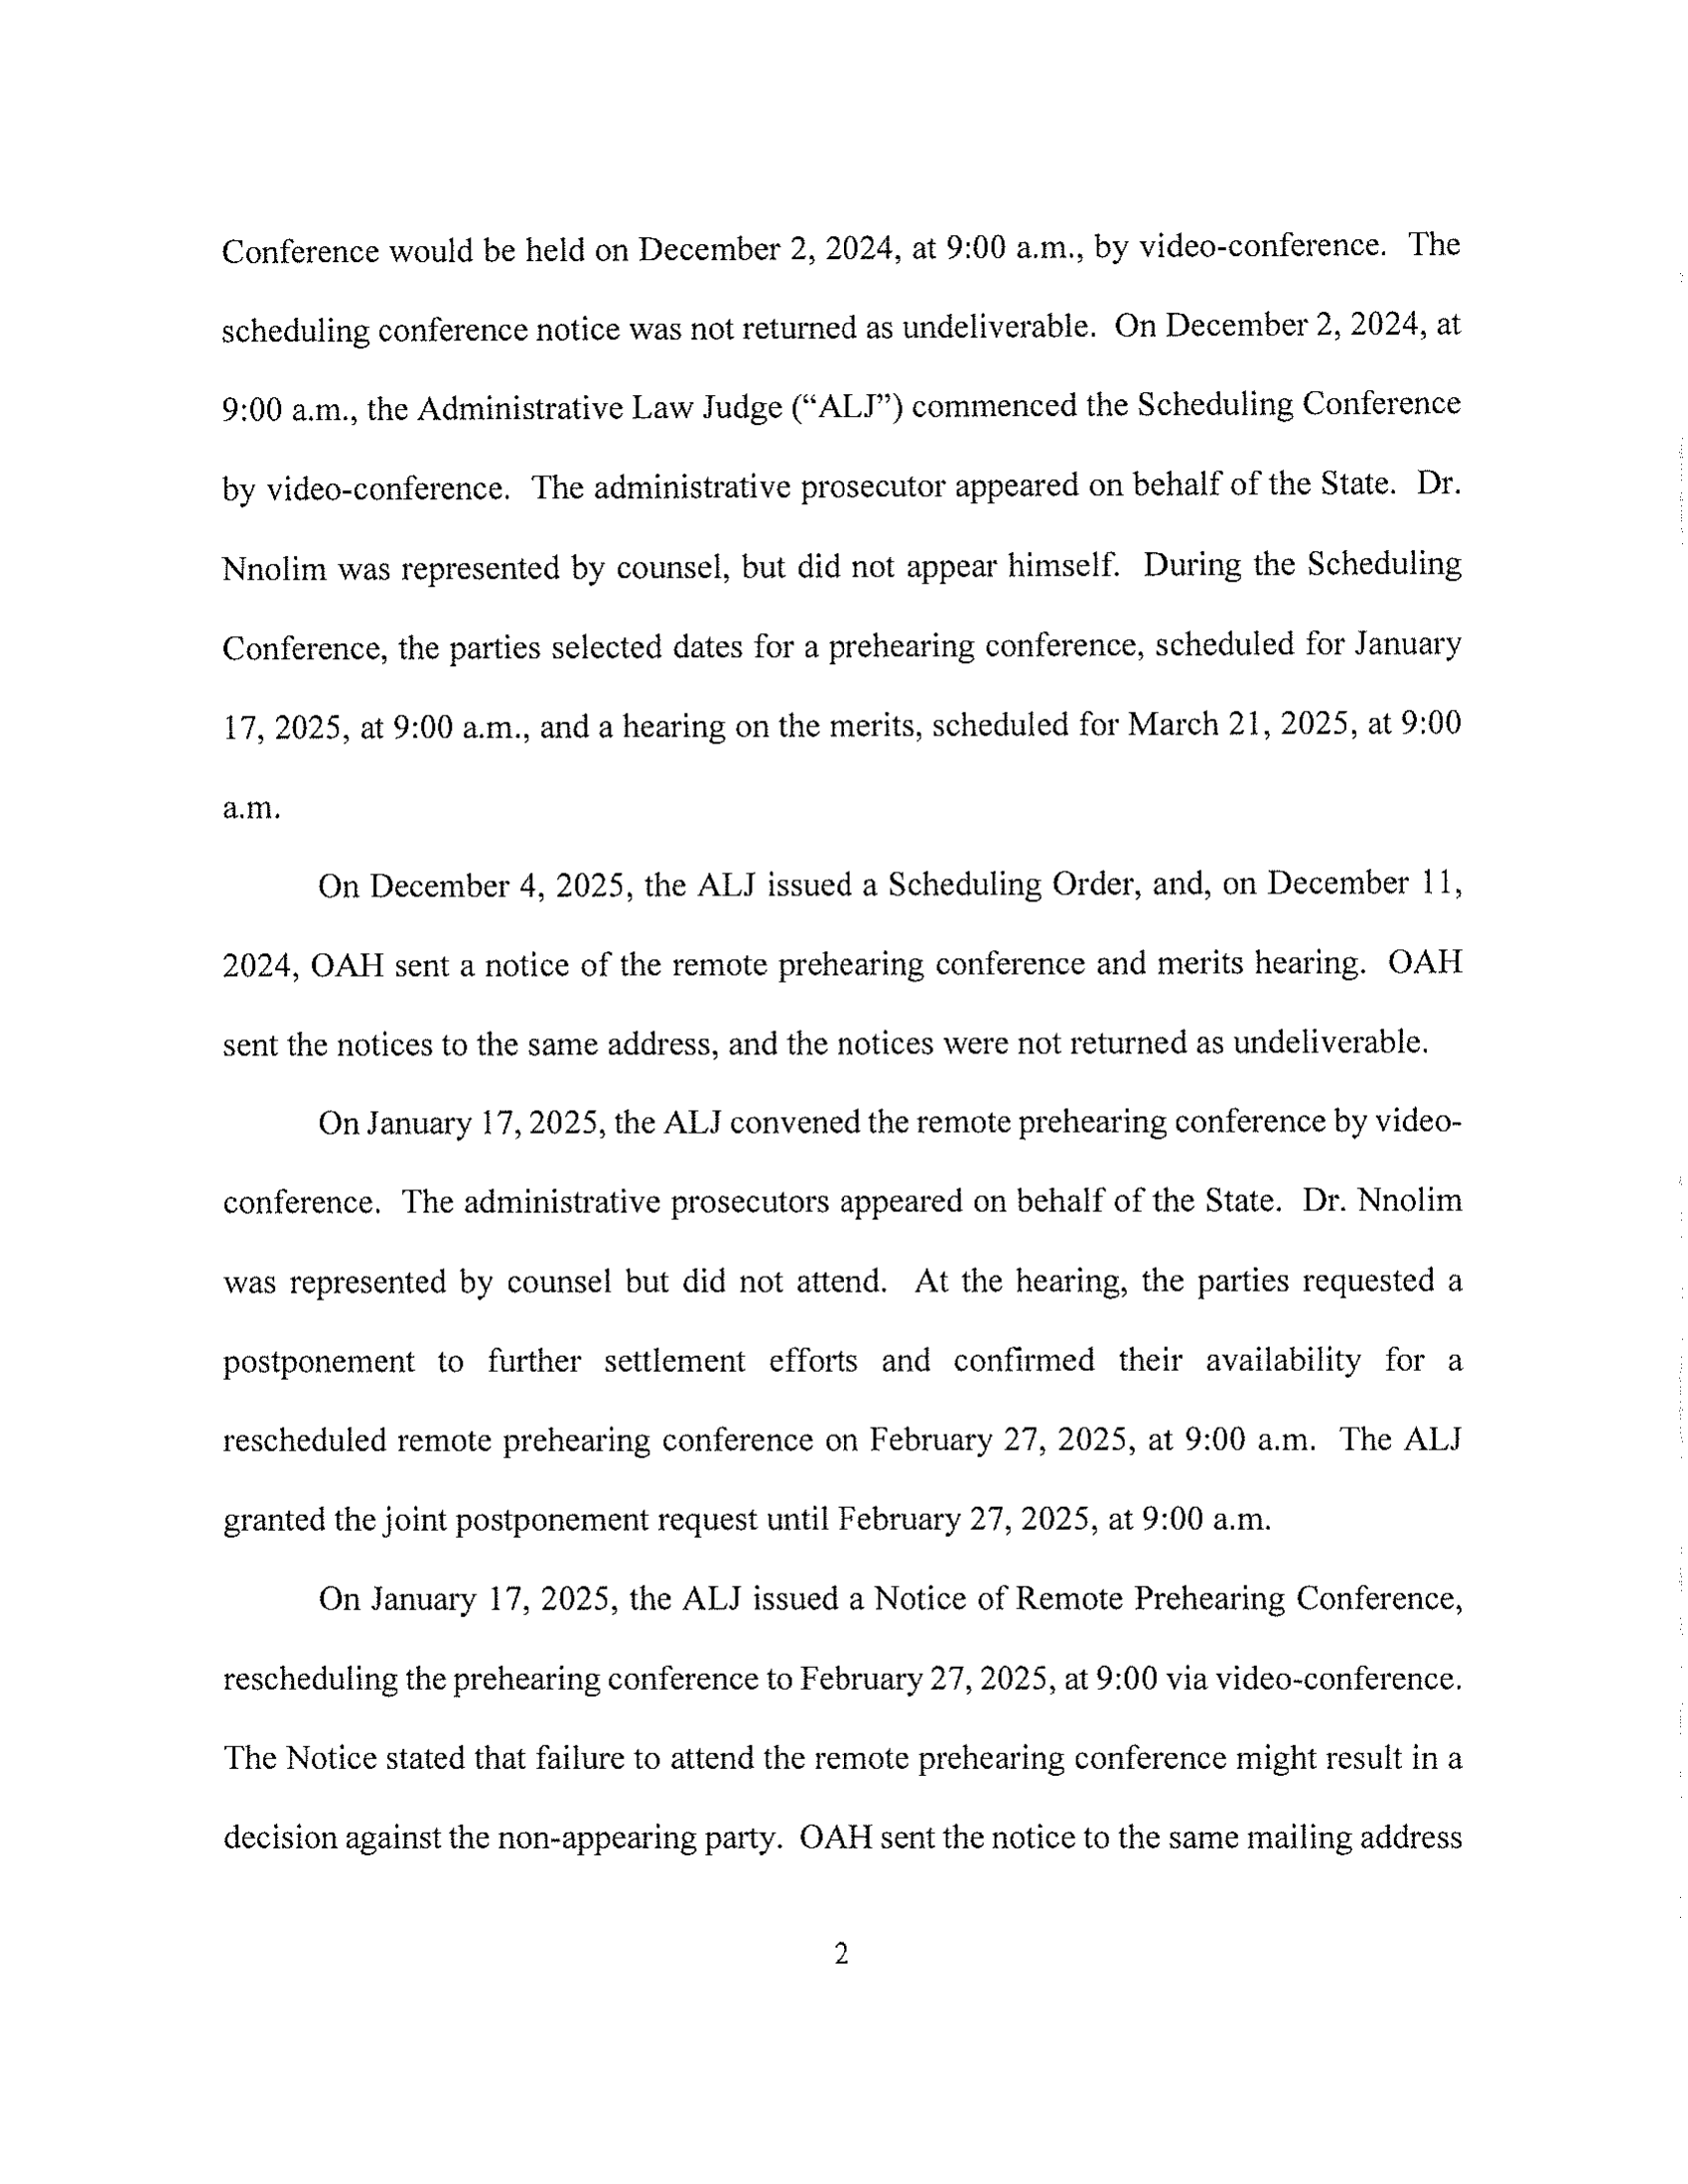 Conference would be held on December 2, 2024, at 9:00 a.m., by video-conference. The
scheduling conference notice was not returned as undeliverable. On December 2, 2024, at
9:00 a.m., the Administrative Law Judge (“ALJ”) commenced the Scheduling Conference
by video-conference. The administrative prosecutor appeared on behalf of the State. Dr.
Nnolim was represented by counsel, but did not appear himself. During the Scheduling
Conference, the parties selected dates for a prehearing conference, scheduled for January
17, 2025, at 9:00 a.m., and a hearing on the merits, scheduled for March 21, 2025, at 9:00
a.m.
On December 4, 2025, the ALJ issued a Scheduling Order, and, on December 11,
2024, OAH sent a notice of the remote prehearing conference and merits hearing. OAH
sent the notices to the same address, and the notices were not returned as undeliverable.
On January 17, 2025, the ALJ convened the remote prehearing conference by video-
conference. The administrative prosecutors appeared on behalf of the State. Dr. Nnolim
was represented by counsel but did not attend. At the hearing, the parties requested a
postponement to further settlement efforts and confirmed their availability for a
rescheduled remote prehearing conference on February 27, 2025, at 9:00 a.m. The ALJ
granted the joint postponement request until February 27, 2025, at 9:00 a.m.
On January 17, 2025, the ALJ issued a Notice of Remote Prehearing Conference,
rescheduling the prehearing conference to February 27, 2025, at 9:00 via video-conference.
The Notice stated that failure to attend the remote prehearing conference might result in a
decision against the non-appearing party. OAH sent the notice to the same mailing address
2